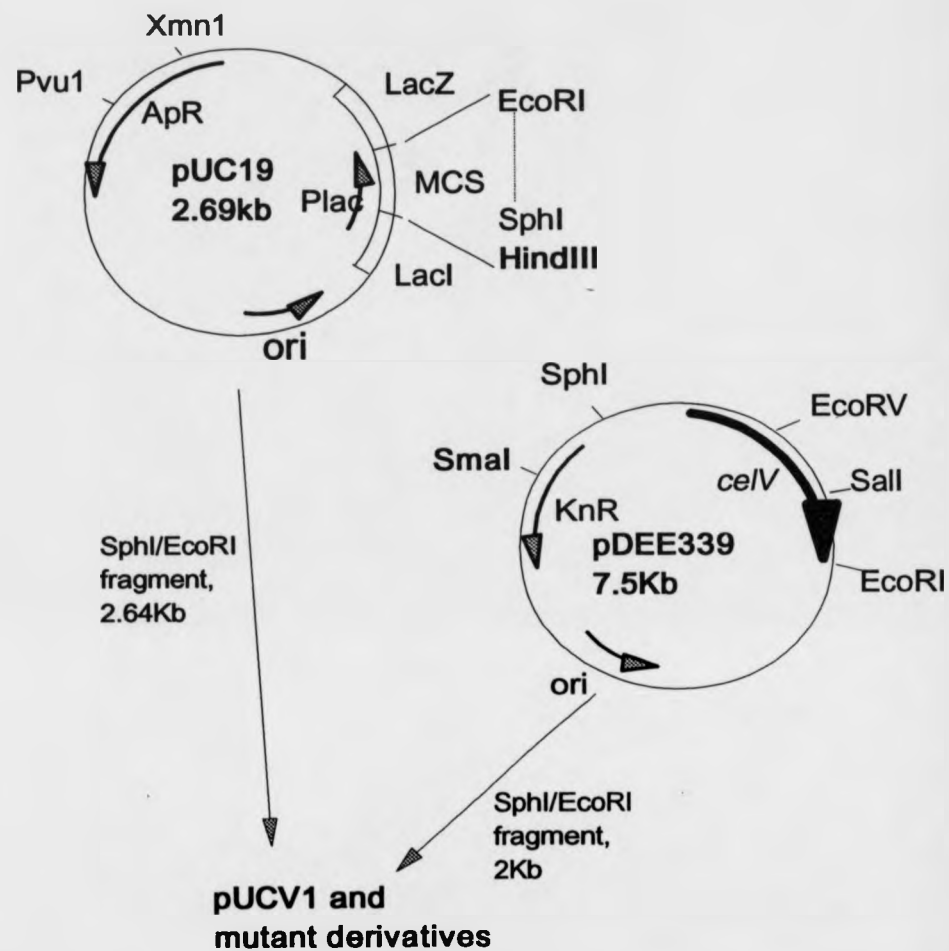 Xmn1
Pvu1
ApR
LacZ
EcoRI
pUC19
2.69kb
Plac
MCS
SphI
HindIII
LacI
ori
SphI
EcoRV
SmaI
celV
SalI
KnR
pDEE339
7.5Kb
EcoRI
ori
SphI/EcoRI
fragment,
2.64Kb
SphI/EcoRI
fragment,
2Kb
pUCV1 and
mutant derivatives